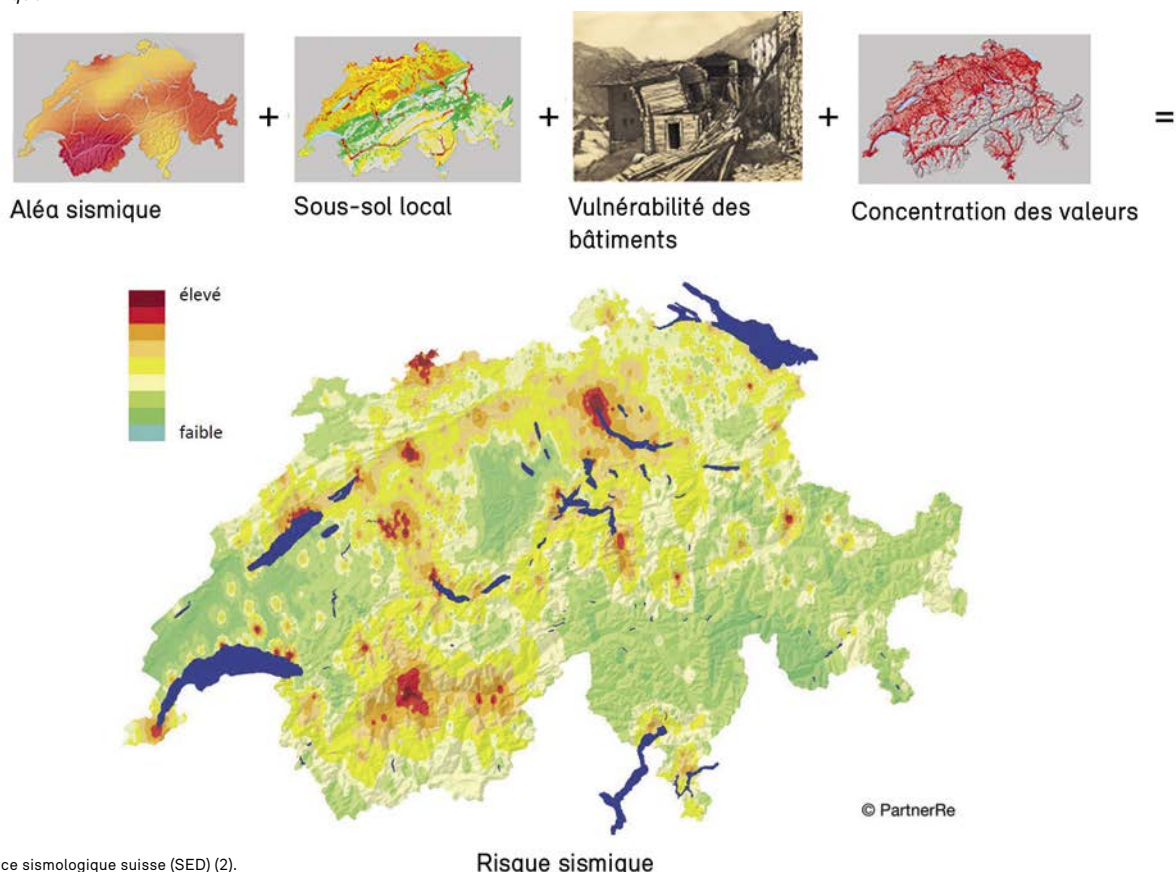 + + + =
Aléa sismique
Sous-sol local
Vulnérabilité des
bâtiments
Concentration des valeurs
élevé
faible
© PartnerRe
sismologique suisse (SED) (2).
Risque sismique